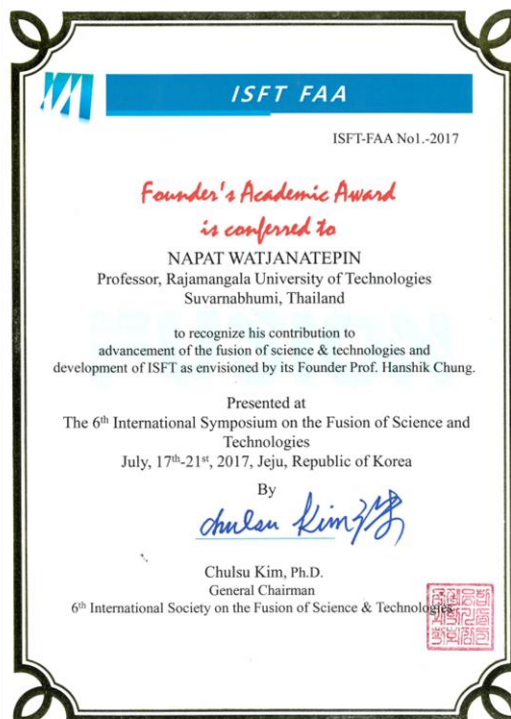 ISFT FAA
ISFT-FAA No1.-2017
Founder's Academic Award
is conferred to
NAPAT WATJANATEPIN
Professor, Rajamangala University of Technologies
Suvarnabhumi, Thailand
to recognize his contribution to
advancement of the fusion of science & technologies and
development of ISFT as envisioned by its Founder Prof. Hanshik Chung.
Presented at
The 6th International Symposium on the Fusion of Science and
Technologies
July, 17th-21st, 2017, Jeju, Republic of Korea
By
chulsu Kim
Chulsu Kim, Ph.D.
General Chairman
6th International Society on the Fusion of Science & Technologies